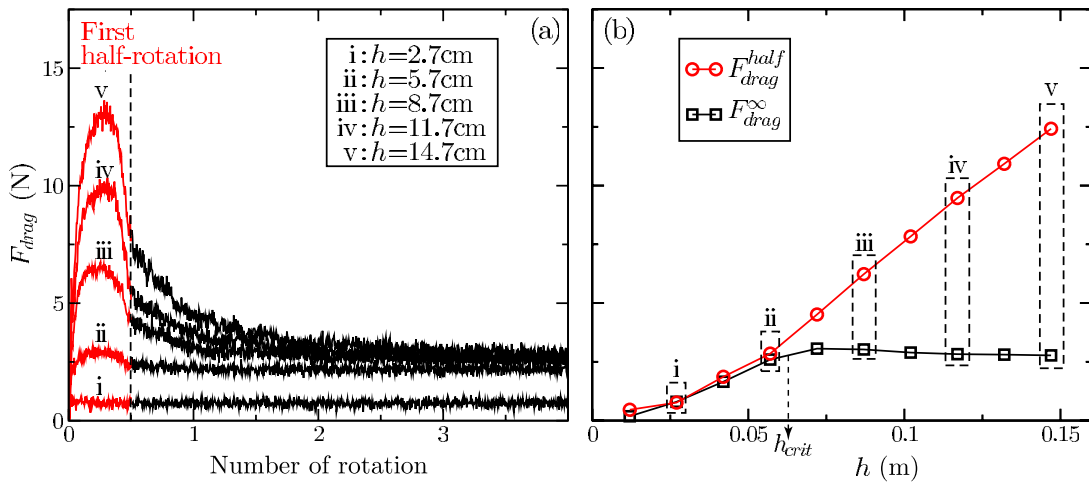 First
half-rotation
(a)
i: h=2.7cm
ii: h=5.7cm
iii: h=8.7cm
iv: h=11.7cm
v: h=14.7cm
v
iv
iii
ii
i
15
10
5
0
F_drag (N)
0 1 2 3
Number of rotation
(b)
F_drag^half
F_drag^∞
i
ii
iii
iv
v
0 0.05 0.1 0.15
h_crit
h (m)